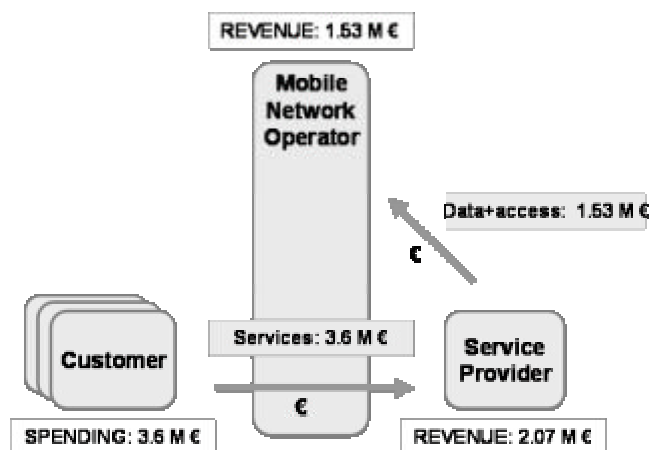 REVENUE: 1.53 M €
Mobile
Network
Operator
Data+access: 1.53 M €
€
Services: 3.6 M €
Customer
Service
Provider
€
SPENDING: 3.6 M €
REVENUE: 2.07 M €